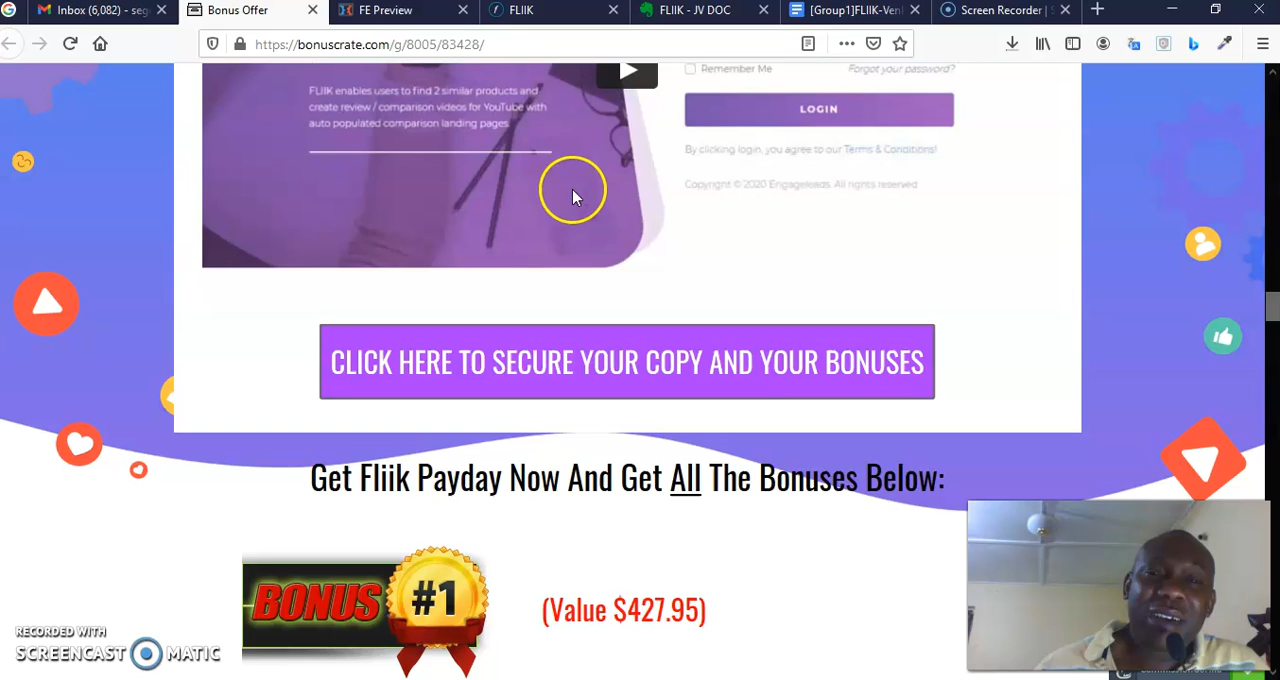 Inbox (6,082) - seg
Bonus Offer
FE Preview
FLIIK
FLIIK - JV DOC
[Group1]FLIIK-Ven
Screen Recorder | S
https://bonuscrate.com/g/8005/83428/
FLIIK enables users to find 2 similar products and
create review / comparison videos for YouTube with
auto populated comparison landing pages.
Remember Me
Forgot your password?
LOGIN
By clicking login, you agree to our Terms & Conditions!
Copyright © 2020 Engageleads. All rights reserved
CLICK HERE TO SECURE YOUR COPY AND YOUR BONUSES
Get Fliik Payday Now And Get All The Bonuses Below:
BONUS #1
(Value $427.95)
RECORDED WITH
SCREENCAST MATIC